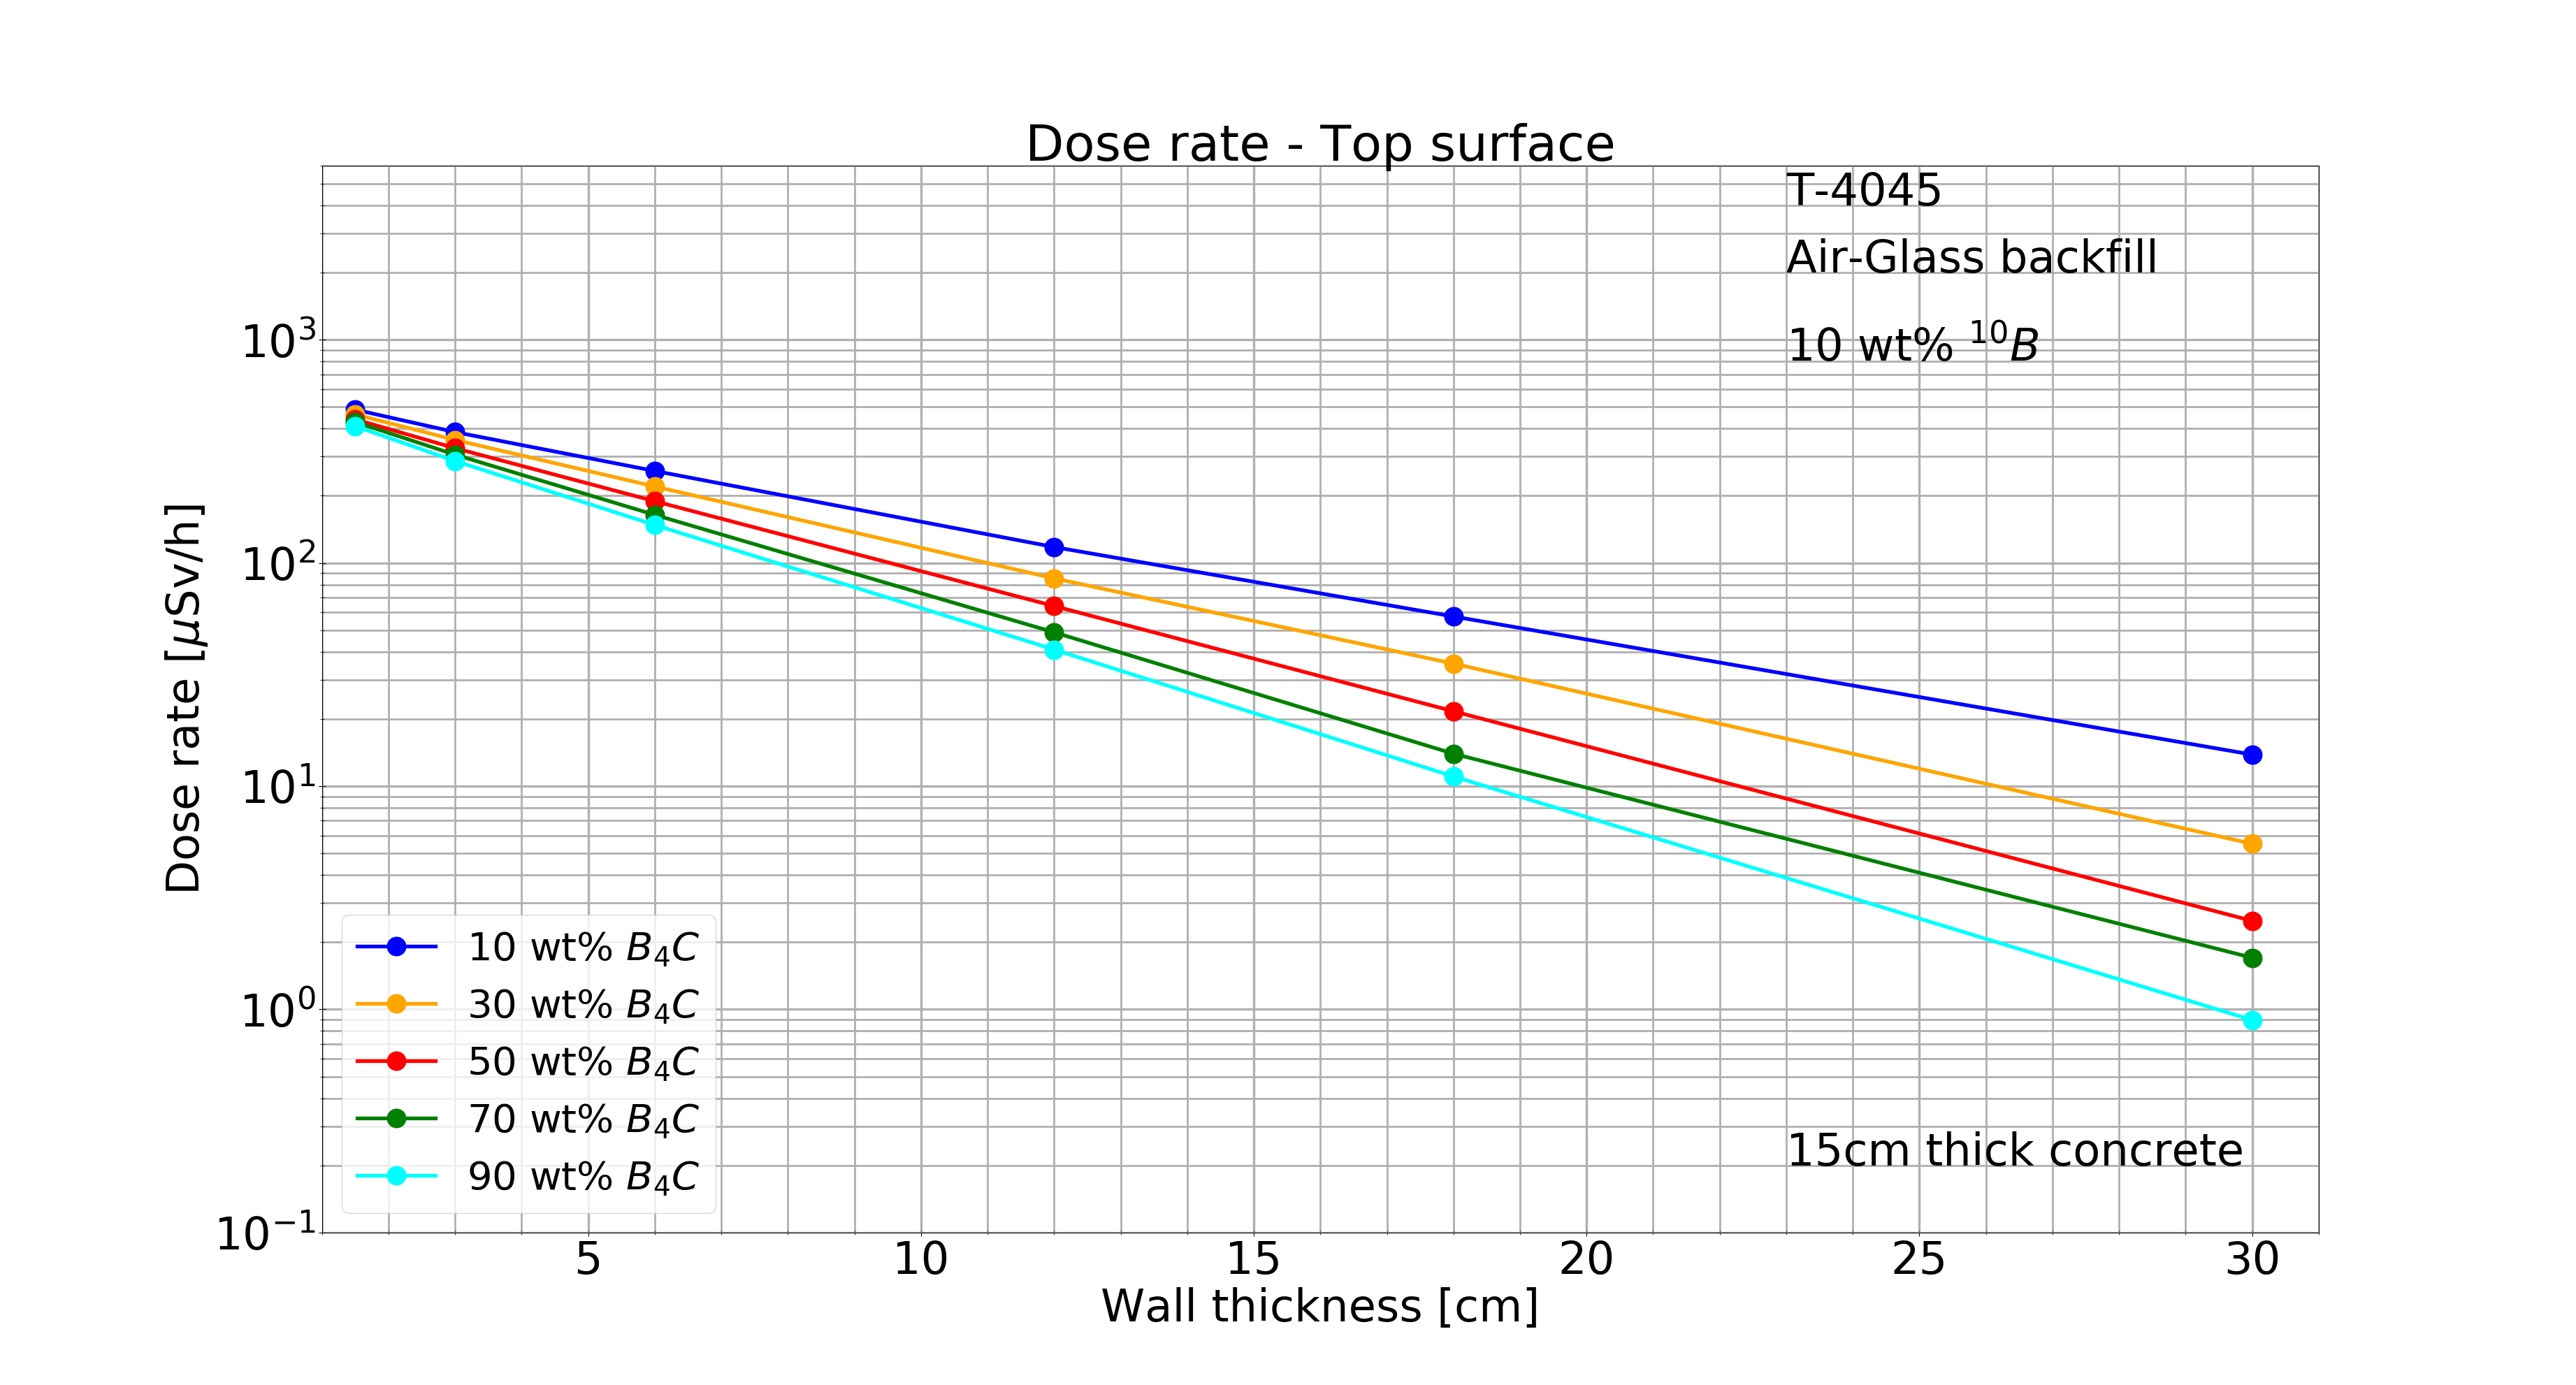 Dose rate - Top surface
T-4045
Air-Glass backfill
10 wt% ¹⁰B
10³
10²
10¹
10⁰
10⁻¹
Dose rate [μSv/h]
10 wt% B₄C
30 wt% B₄C
50 wt% B₄C
70 wt% B₄C
90 wt% B₄C
15cm thick concrete
5 10 15 20 25 30
Wall thickness [cm]